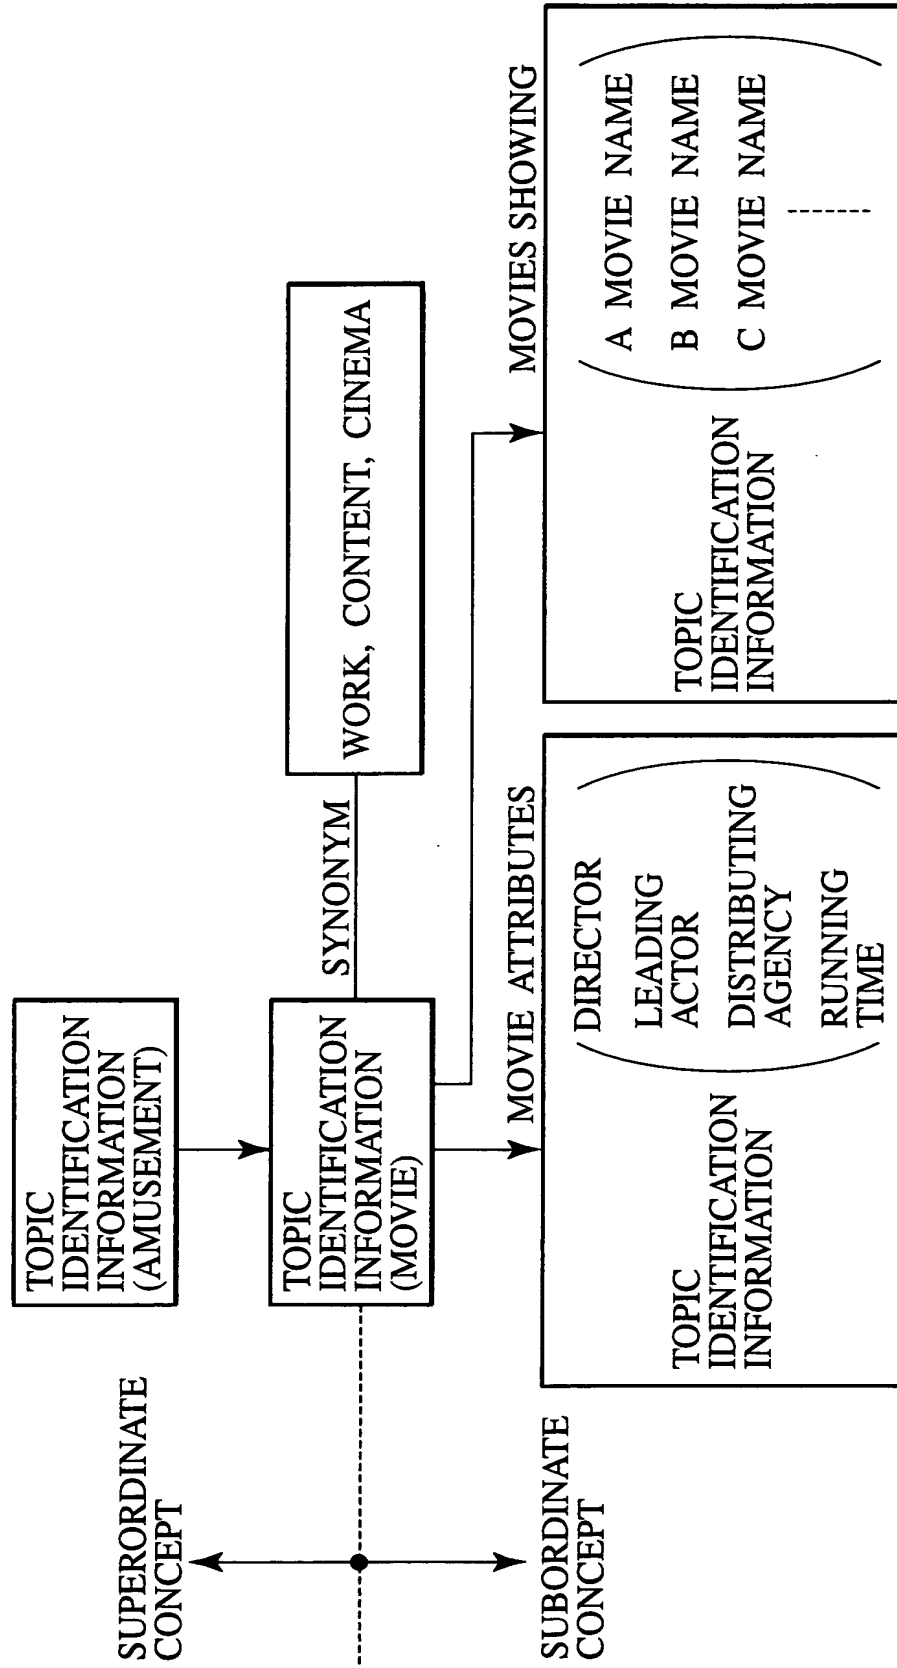 SUPERORDINATE
CONCEPT
TOPIC
IDENTIFICATION
INFORMATION
(AMUSEMENT)
TOPIC
IDENTIFICATION
INFORMATION
(MOVIE)
SYNONYM
WORK, CONTENT, CINEMA
SUBORDINATE
CONCEPT
MOVIE ATTRIBUTES
TOPIC
IDENTIFICATION
INFORMATION
DIRECTOR
LEADING
ACTOR
DISTRIBUTING
AGENCY
RUNNING
TIME
MOVIES SHOWING
TOPIC
IDENTIFICATION
INFORMATION
A MOVIE NAME
B MOVIE NAME
C MOVIE NAME